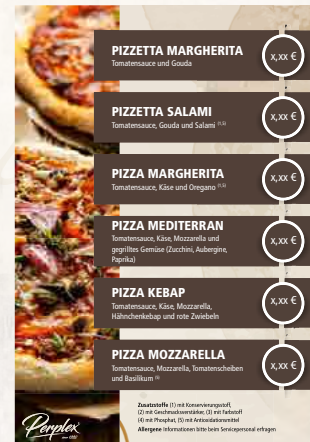 PIZZETTA MARGHERITA
Tomatensauce und Gouda
x,xx €
PIZZETTA SALAMI
Tomatensauce, Gouda und Salami (1,5)
x,xx €
PIZZA MARGHERITA
Tomatensauce, Käse und Oregano (1,5)
x,xx €
PIZZA MEDITERRAN
Tomatensauce, Käse, Mozzarella und
gegrilltes Gemüse (Zucchini, Aubergine,
Paprika)
x,xx €
PIZZA KEBAP
Tomatensauce, Käse, Mozzarella,
Hähnchenkebap und rote Zwiebeln
x,xx €
PIZZA MOZZARELLA
Tomatensauce, Mozzarella, Tomatenscheiben
und Basilikum
x,xx €
Zusatzstoffe (1) mit Konservierungsstoff,
(2) mit Geschmacksverstärker, (3) mit Farbstoff
(4) mit Phosphat, (5) mit Antioxidationsmittel
Allergene Informationen bitte beim Servicepersonal erfragen
Perplex